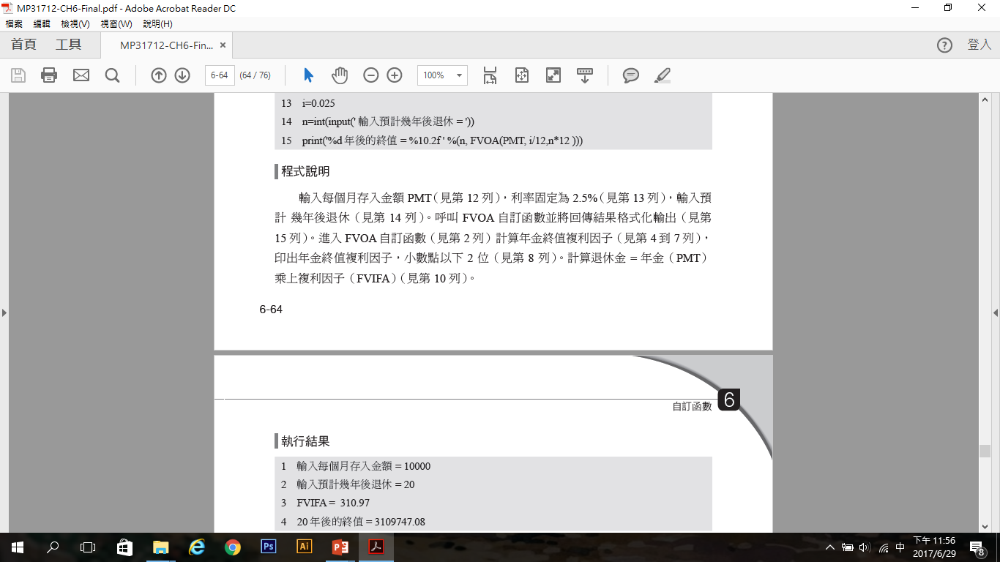 MP31712-CH6-Final.pdf - Adobe Acrobat Reader DC
檔案 編輯 檢視(V) 視窗(W) 說明(H)
首頁 工具 MP31712-CH6-Fin... × ? 登入
6-64 (64 / 76) 100%
13 i=0.025
14 n=int(input(' 輸入預計幾年後退休 = '))
15 print('%d 年後的終值 = %10.2f ' %(n, FVOA(PMT, i/12,n*12 )))
程式說明
輸入每個月存入金額 PMT（見第 12 列），利率固定為 2.5%（見第 13 列），輸入預
計 幾年後退休（見第 14 列）。呼叫 FVOA 自訂函數並將回傳結果格式化輸出（見第
15 列）。進入 FVOA 自訂函數（見第 2 列）計算年金終值複利因子（見第 4 到 7 列），
印出年金終值複利因子，小數點以下 2 位（見第 8 列）。計算退休金 = 年金（PMT）
乘上複利因子（FVIFA）（見第 10 列）。
6-64
自訂函數 6
執行結果
1 輸入每個月存入金額 = 10000
2 輸入預計幾年後退休 = 20
3 FVIFA = 310.97
4 20 年後的終值 = 3109747.08
Ps Ai P 中 下午 11:56
2017/6/29 8